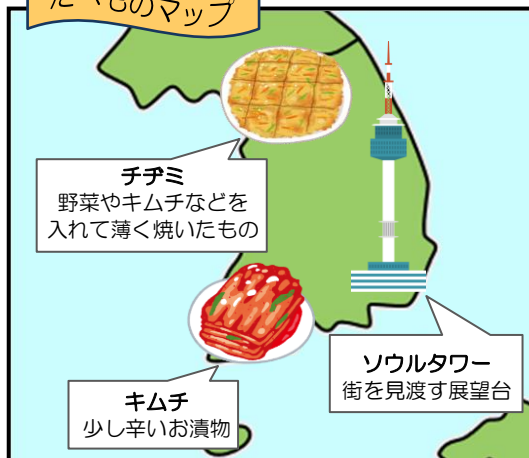 たべものマップ
チヂミ
野菜やキムチなどを
入れて薄く焼いたもの
ソウルタワー
街を見渡す展望台
キムチ
少し辛いお漬物